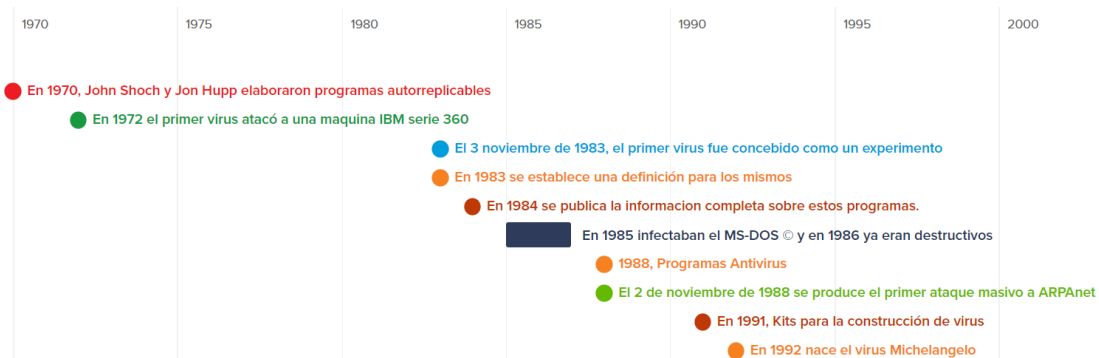 1970 1975 1980 1985 1990 1995 2000
En 1970, John Shoch y Jon Hupp elaboraron programas autorreplicables
En 1972 el primer virus atacó a una maquina IBM serie 360
El 3 noviembre de 1983, el primer virus fue concebido como un experimento
En 1983 se establece una definición para los mismos
En 1984 se publica la informacion completa sobre estos programas.
En 1985 infectaban el MS-DOS © y en 1986 ya eran destructivos
1988, Programas Antivirus
El 2 de noviembre de 1988 se produce el primer ataque masivo a ARPAnet
En 1991, Kits para la construcción de virus
En 1992 nace el virus Michelangelo